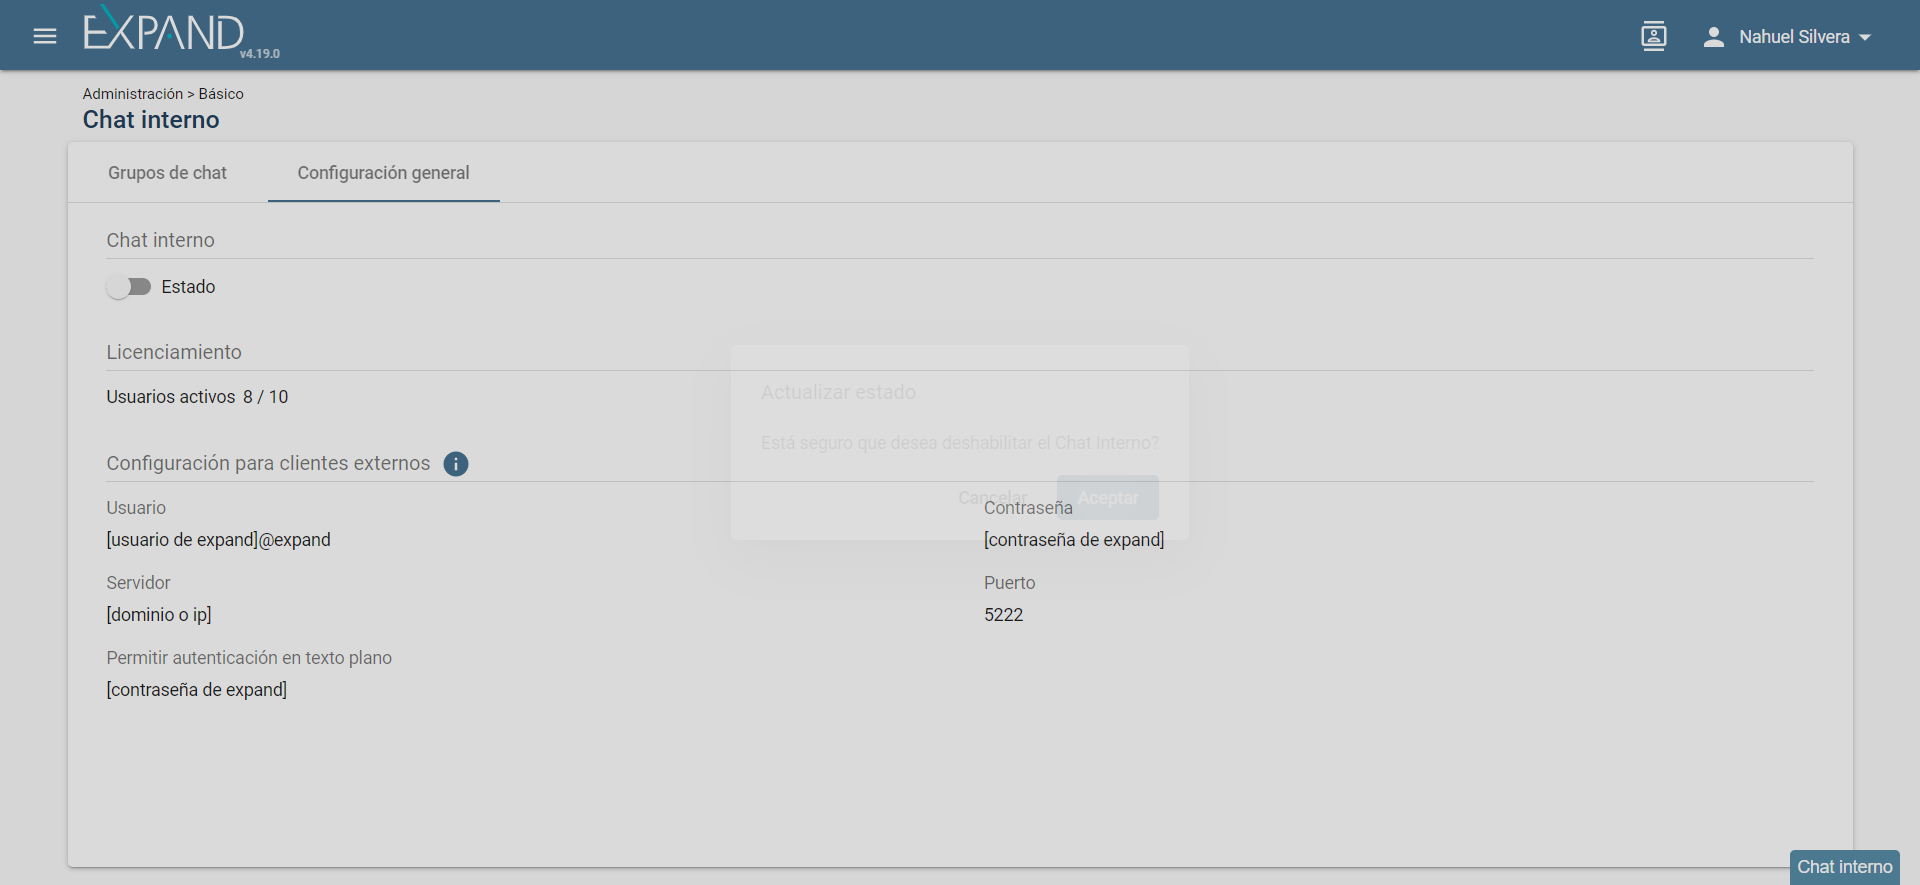 EXPAND
v4.19.0
Nahuel Silvera
Administración > Básico
Chat interno
Grupos de chat
Configuración general
Chat interno
Estado
Licenciamiento
Usuarios activos 8 / 10
Actualizar estado
Está seguro que desea deshabilitar el Chat Interno?
Cancelar
Aceptar
Configuración para clientes externos
Usuario
[usuario de expand]@expand
Contraseña
[contraseña de expand]
Servidor
[dominio o ip]
Puerto
5222
Permitir autenticación en texto plano
[contraseña de expand]
Chat interno